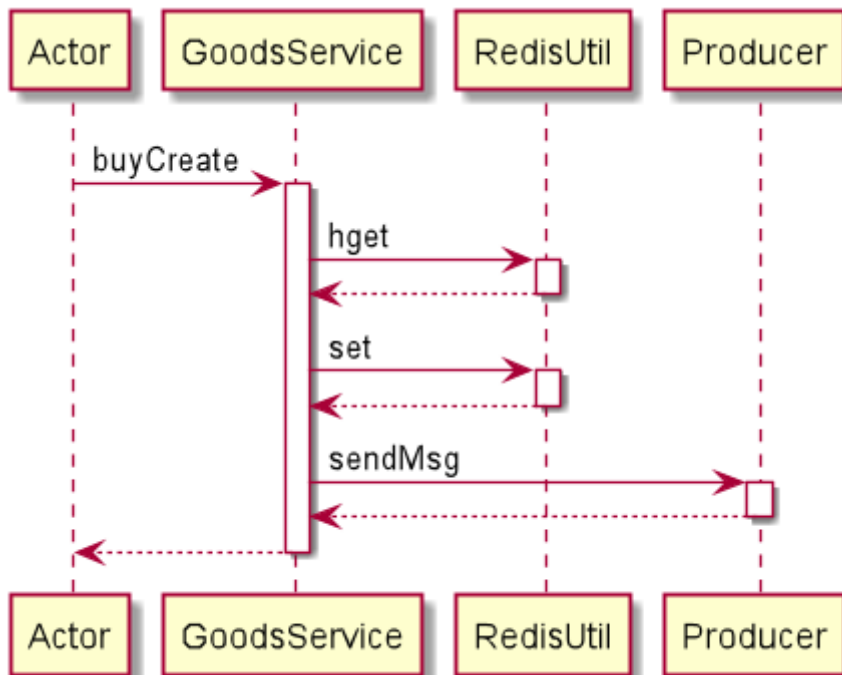 Actor GoodsService RedisUtil Producer
buyCreate
hget
set
sendMsg
Actor GoodsService RedisUtil Producer